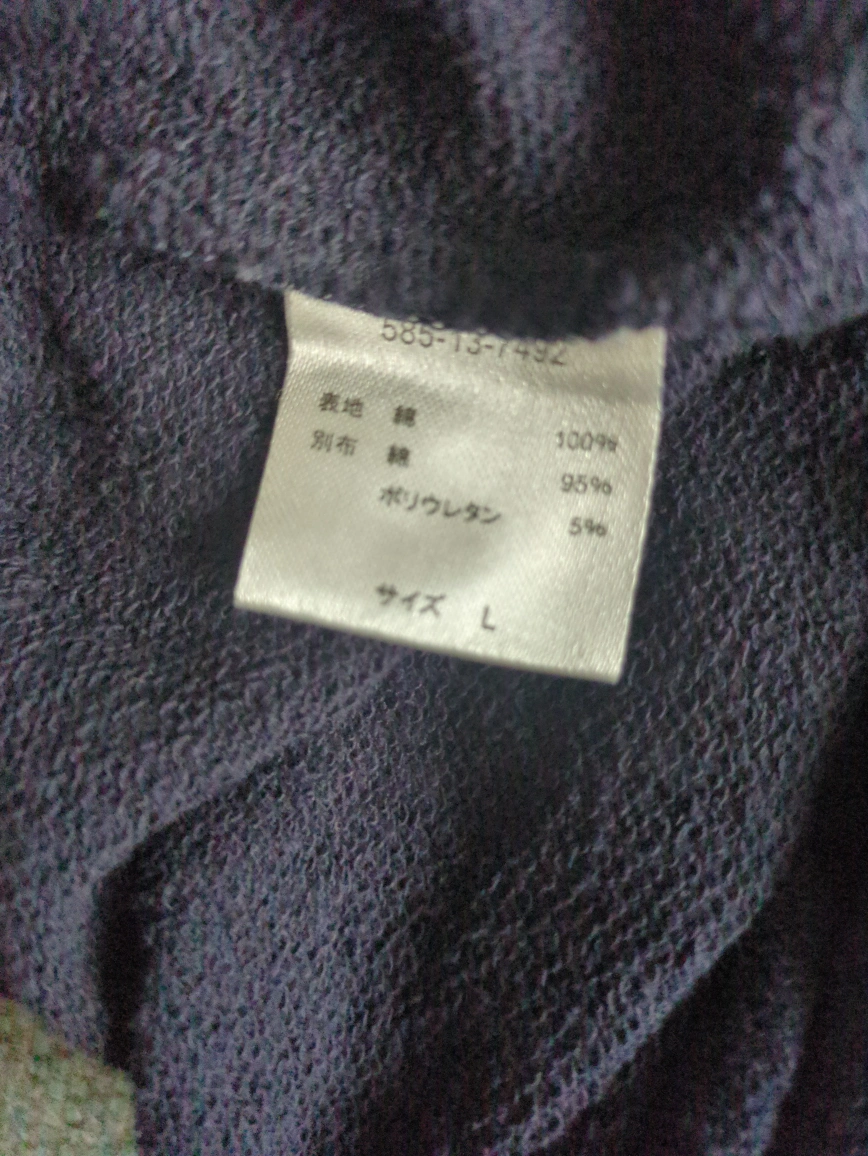 585-13-7492
表地 綿 100%
別布 綿 95%
ポリウレタン 5%
サイズ L